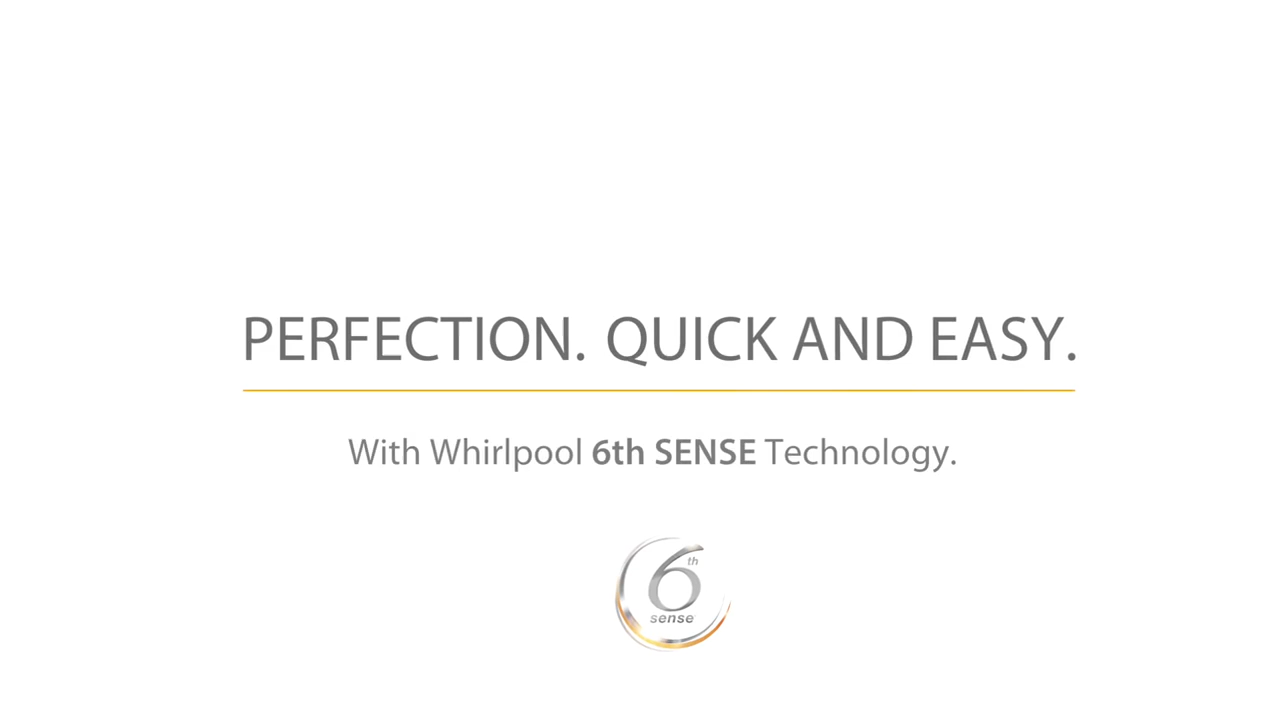 PERFECTION. QUICK AND EASY.
With Whirlpool 6th SENSE Technology.
6th
sense